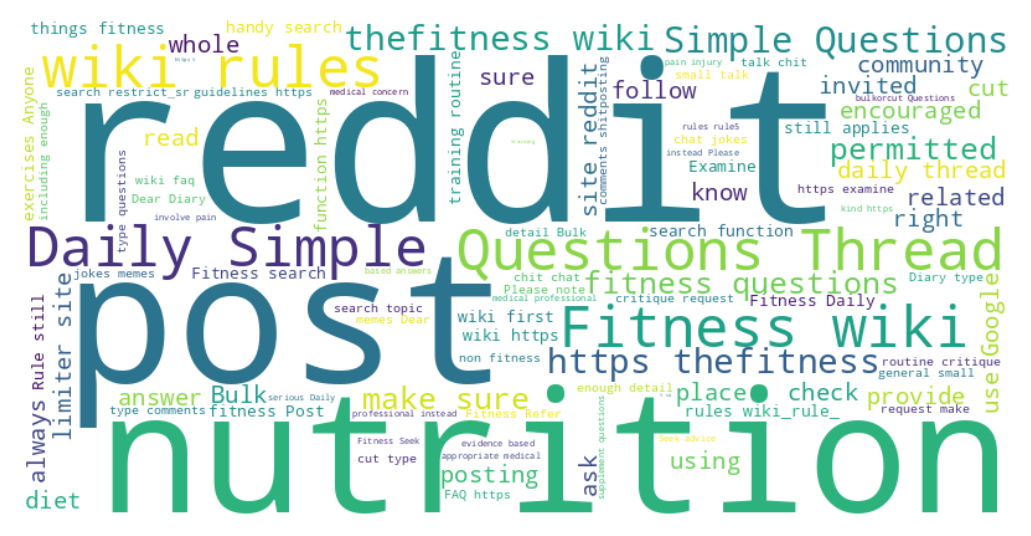 things fitness
handy search
whole
thefitness wiki
Simple Questions
wiki rules
https
sure
talk chit
pain injury
small talk
community
invited
cut
search restrict_sr
guidelines https
medical concern
follow
bulkorcut Questions
encouraged
exercises Anyone
including enough
reddit
read
function https
training routine
training
site reddit
comments shitposting
rules rule5
chat jokes
instead Please
still applies
permitted
type questions
wiki faq
Dear Diary
involve pain
Examine
know
daily thread
https examine
related
kind https
right
Daily Simple
Questions Thread
detail Bulk
search function
jokes memes
Fitness search
based answers
chit chat
Please note
fitness questions
Diary type
post
medical professional
critique request
Fitness Daily
search topic
memes Dear
wiki first
wiki https
Fitness wiki
use Google
always Rule still
limiter site
non fitness
https thefitness
routine critique
general small
answer
Bulk
serious Daily
make sure
enough detail
place
check
provide
type comments
fitness Post
professional instead
Fitness Refer
rules wiki_rule_
request make
nutrition
Fitness Seek
evidence based
Seek advice
cut type
appropriate medical
ask
supplement questions
using
posting
diet
FAQ https